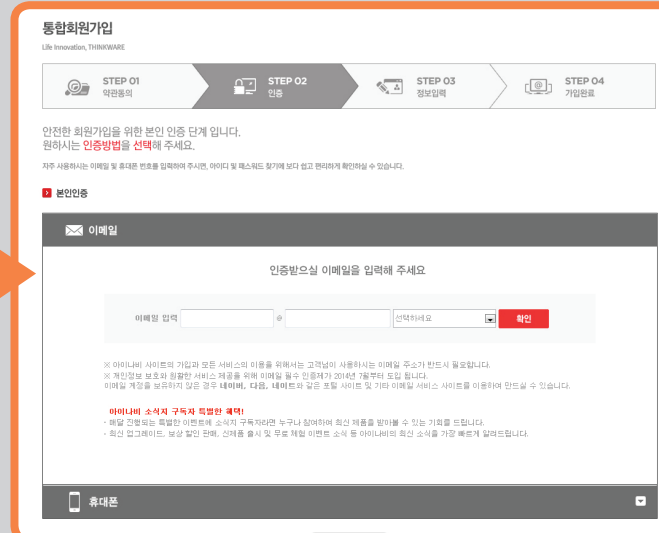 통합회원가입
Life Innovation, THINKWARE
STEP 01
약관동의
STEP 02
인증
STEP 03
정보입력
STEP 04
가입완료
안전한 회원가입을 위한 본인 인증 단계 입니다.
원하시는 인증방법을 선택해 주세요.
자주 사용하시는 이메일 및 휴대폰 번호를 입력하여 주시면, 아이디 및 패스워드 찾기에 보다 쉽고 편리하게 확인하실 수 있습니다.
본인인증
이메일
인증받으실 이메일을 입력해 주세요
이메일 입력 @ 선택하세요 확인
※ 아이나비 사이트의 가입과 모든 서비스의 이용을 위해서는 고객님이 사용하시는 이메일 주소가 반드시 필요합니다.
※ 개인정보 보호와 원활한 서비스 제공을 위해 이메일 필수 인증제가 2014년 7월부터 도입 됩니다.
이메일 계정을 보유하지 않은 경우 네이버, 다음, 네이트와 같은 포털 사이트 및 기타 이메일 서비스 사이트를 이용하여 만드실 수 있습니다.
아이나비 소식지 구독자 특별한 혜택!
- 매달 진행되는 특별한 이벤트에 소식지 구독자라면 누구나 참여하여 최신 제품을 받아볼 수 있는 기회를 드립니다.
- 최신 업그레이드, 보상 할인 판매, 신제품 출시 및 무료 체험 이벤트 소식 등 아이나비의 최신 소식을 가장 빠르게 알려드립니다.
휴대폰